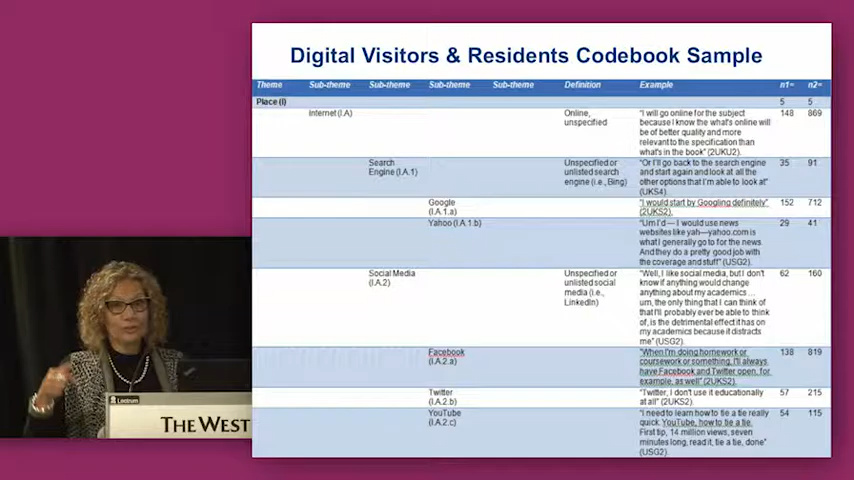 Digital Visitors & Residents Codebook Sample
Theme Sub-theme Sub-theme Sub-theme Sub-theme Definition Example n1= n2=
Place (I) 5 5
Internet (I.A) Online, unspecified "I will go online for the subject 148 869
because I know the what's online will
be of better quality and more
relevant to the specification than
what's in the book" (2UKU2).
Search Engine (I.A.1) Unspecified or unlisted search engine (i.e., Bing) "Or I'll go back to the search engine 35 91
and start again and look at all the
other options that I'm able to look at"
(UKS4).
Google (I.A.1.a) "I would start by Googling definitely" 152 712
(2UKS2).
Yahoo (I.A.1.b) "Um I'd — I would use news 29 41
websites like yah—yahoo.com is
what I generally go to for the news.
And they do a pretty good job with
the coverage and stuff" (USG2).
Social Media (I.A.2) Unspecified or unlisted social media (i.e., LinkedIn) "Well, I like social media, but I don't 62 160
know if anything would change
anything about my academics ...
um, the only thing that I can think of
that I'll probably ever be able to think
of, is the detrimental effect it has on
my academics because it distracts
me" (USG2).
Facebook (I.A.2.a) "When I'm doing homework or 138 819
coursework or something, I'll always
have Facebook and Twitter open, for
example, as well" (2UKS2).
Twitter (I.A.2.b) "Twitter, I don't use it educationally 57 215
at all" (2UKS2).
YouTube (I.A.2.c) "I need to learn how to tie a tie really 54 115
quick. YouTube, how to tie a tie.
First tip, 14 million views, seven
minutes long, read it, tie a tie, done"
(USG2).
Lectrum
THE WEST